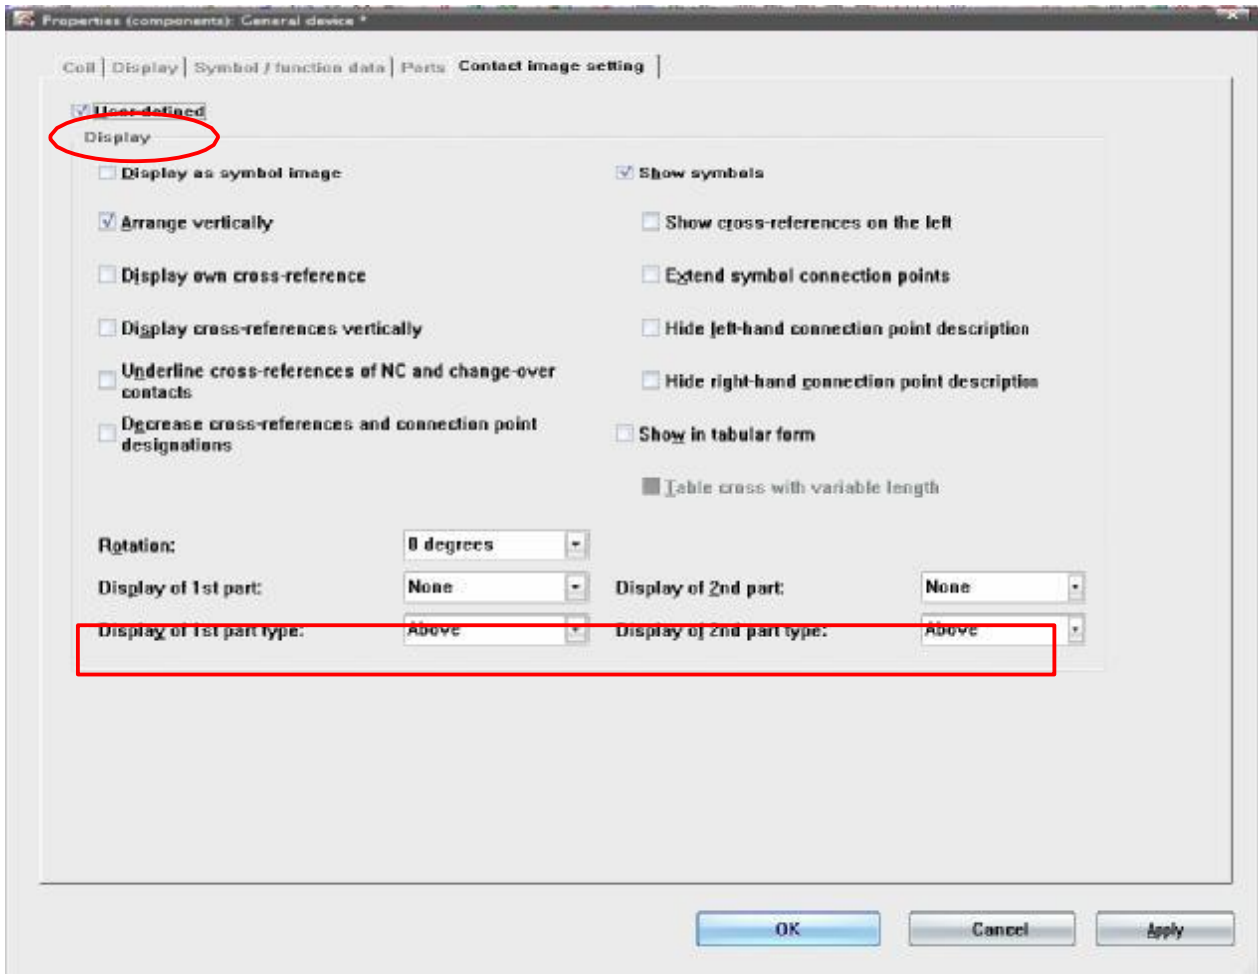 Properties (components): General device *
Coil Display Symbol / function data Parts Contact image setting
User-defined
Display
Display as symbol image
Show symbols
Arrange vertically
Show cross-references on the left
Display own cross-reference
Extend symbol connection points
Display cross-references vertically
Hide left-hand connection point description
Underline cross-references of NC and change-over
contacts
Hide right-hand connection point description
Decrease cross-references and connection point
designations
Show in tabular form
Table cross with variable length
Rotation: 0 degrees
Display of 1st part: None Display of 2nd part: None
Display of 1st part type: Above Display of 2nd part type: Above
OK Cancel Apply